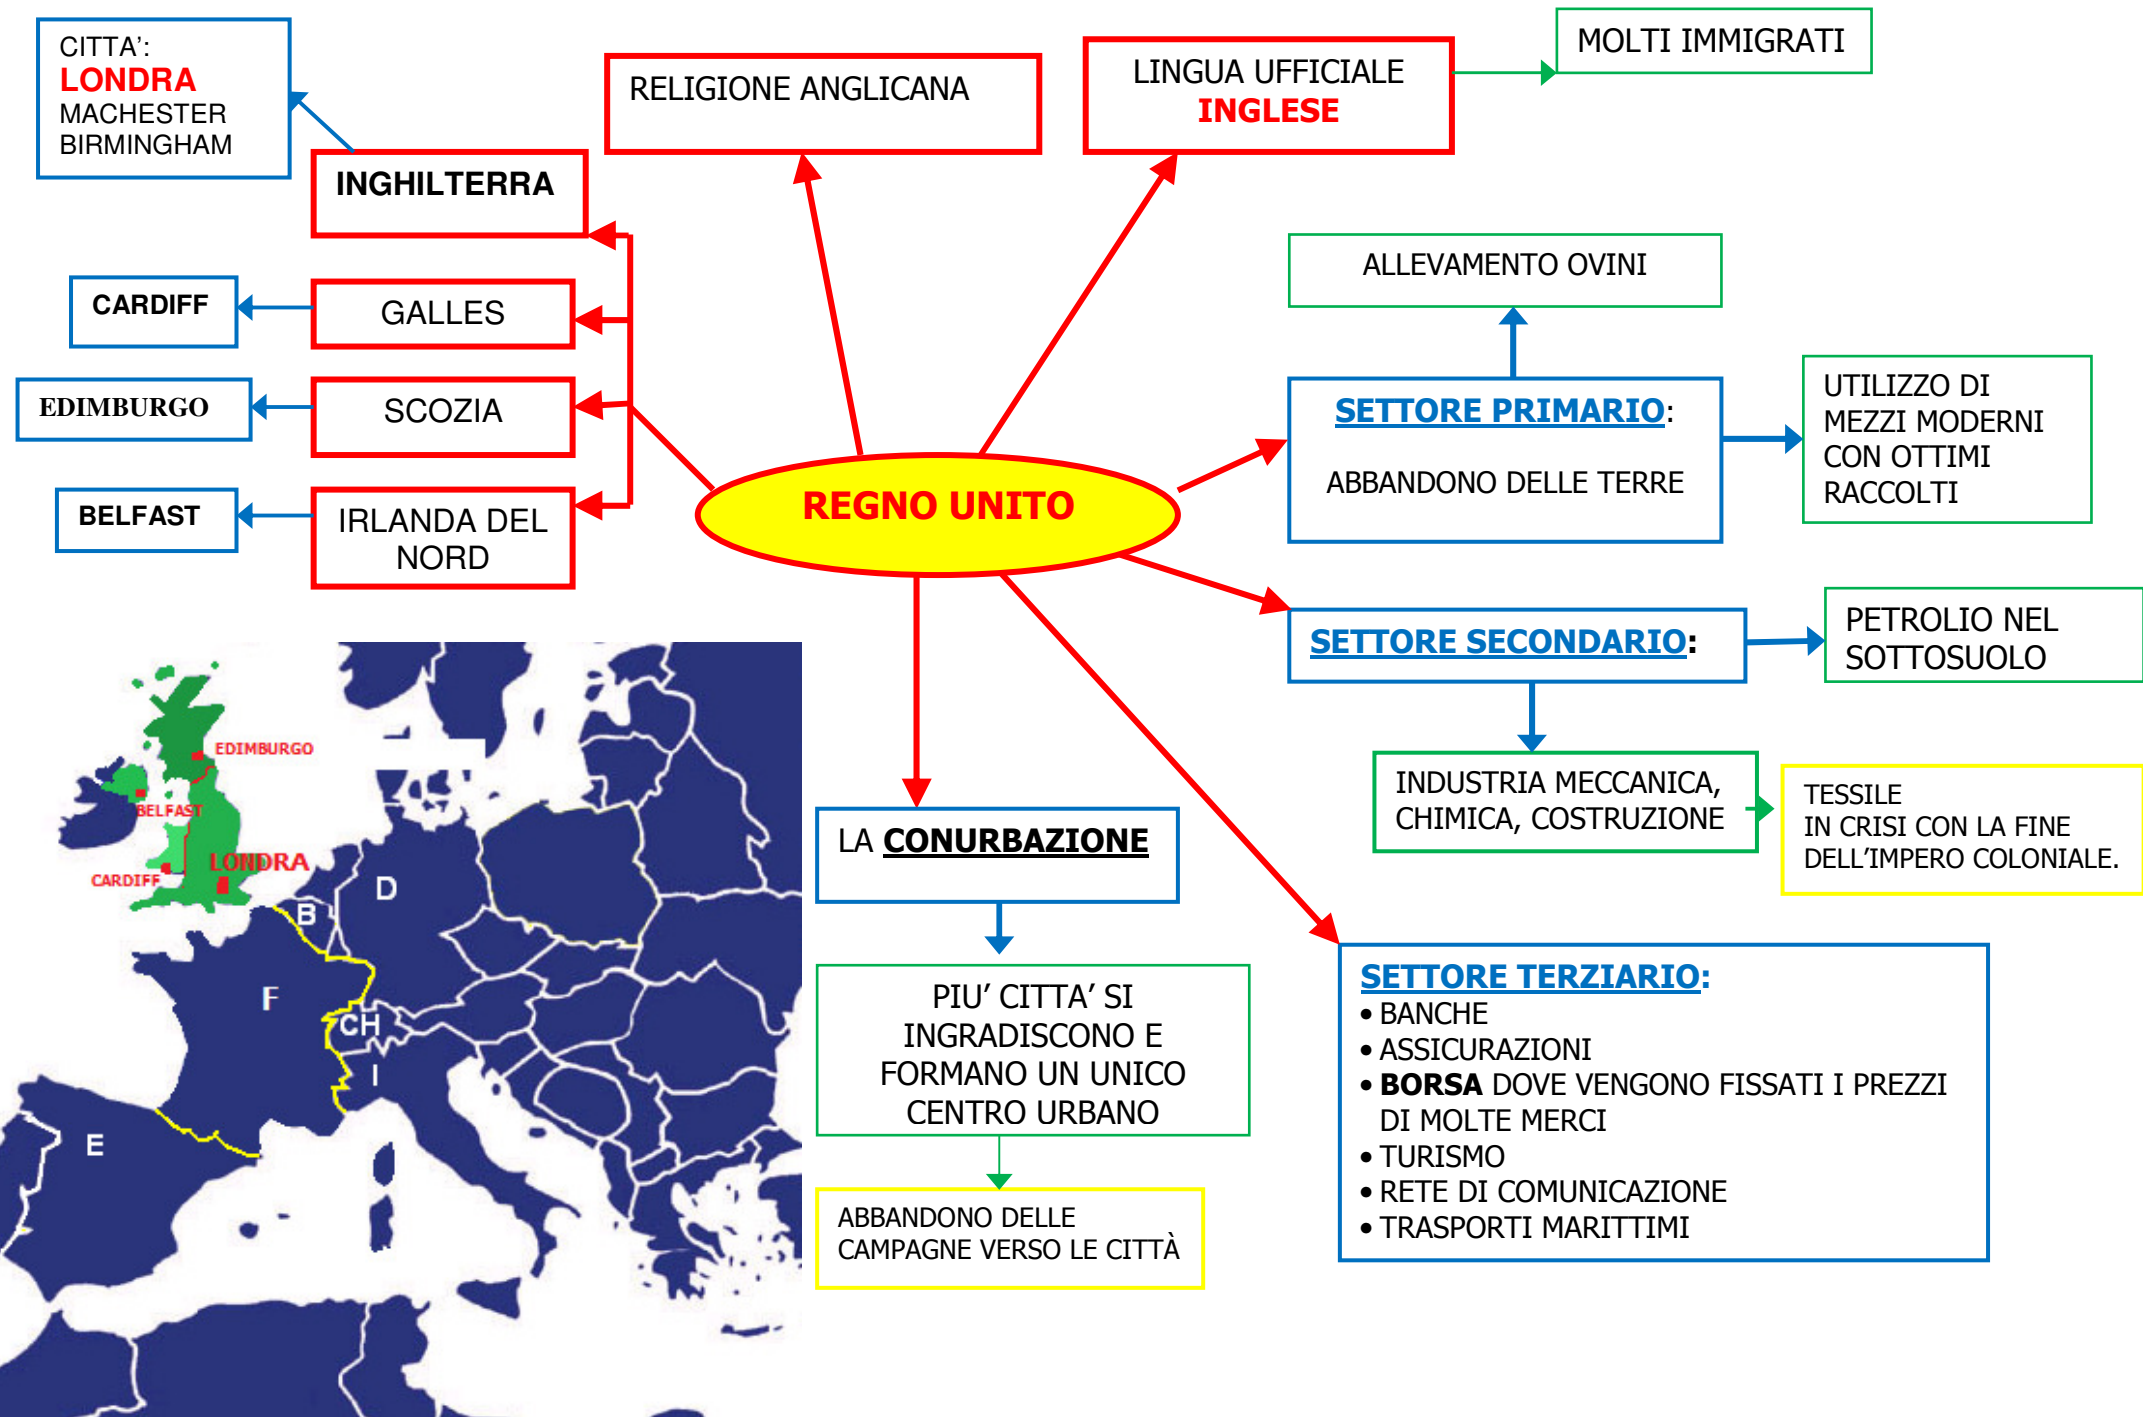 CITTA':
LONDRA
MACHESTER
BIRMINGHAM
RELIGIONE ANGLICANA
LINGUA UFFICIALE
INGLESE
MOLTI IMMIGRATI
INGHILTERRA
CARDIFF
GALLES
EDIMBURGO
SCOZIA
BELFAST
IRLANDA DEL
NORD
REGNO UNITO
ALLEVAMENTO OVINI
SETTORE PRIMARIO:
ABBANDONO DELLE TERRE
UTILIZZO DI
MEZZI MODERNI
CON OTTIMI
RACCOLTI
SETTORE SECONDARIO:
PETROLIO NEL
SOTTOSUOLO
INDUSTRIA MECCANICA,
CHIMICA, COSTRUZIONE
TESSILE
IN CRISI CON LA FINE
DELL'IMPERO COLONIALE.
LA CONURBAZIONE
PIU' CITTA' SI
INGRADISCONO E
FORMANO UN UNICO
CENTRO URBANO
ABBANDONO DELLE
CAMPAGNE VERSO LE CITTÀ
SETTORE TERZIARIO:
• BANCHE
• ASSICURAZIONI
• BORSA DOVE VENGONO FISSATI I PREZZI
DI MOLTE MERCI
• TURISMO
• RETE DI COMUNICAZIONE
• TRASPORTI MARITTIMI
EDIMBURGO
BELFAST
LONDRA
CARDIFF
D
B
F
CH
I
E